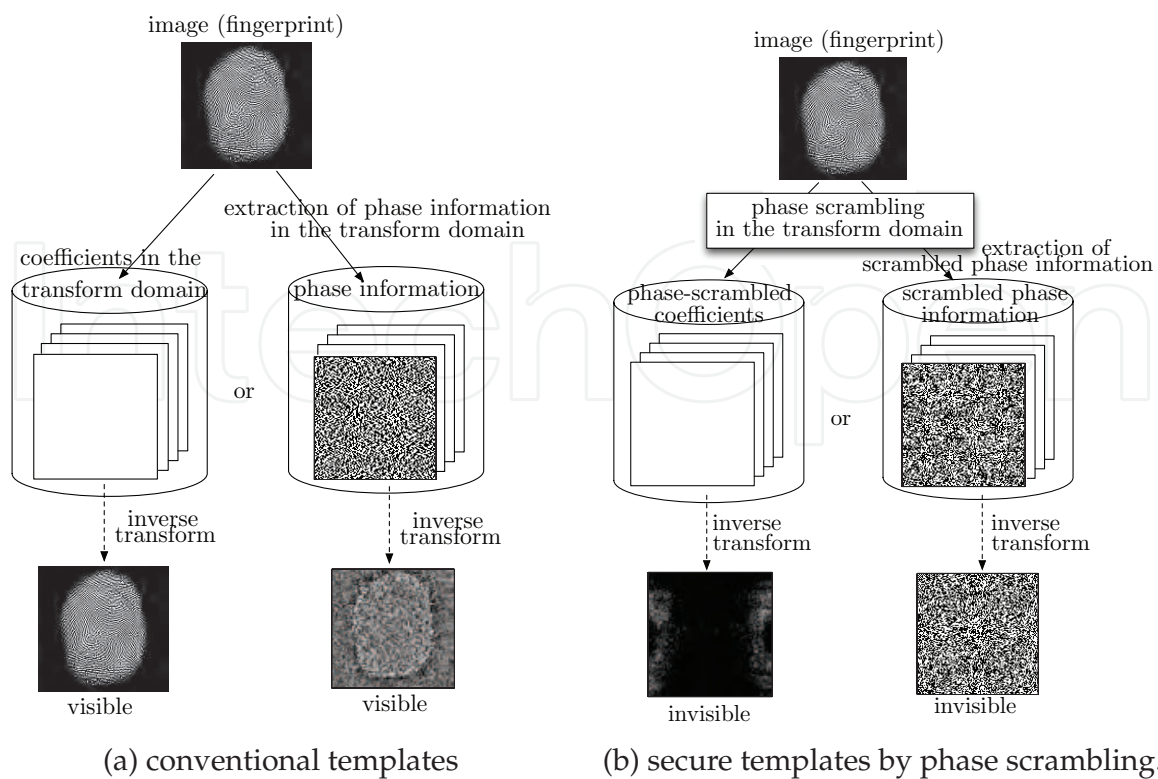 image (fingerprint)
extraction of phase information
in the transform domain
coefficients in the
transform domain
phase information
or
inverse
transform
inverse
transform
visible
visible
(a) conventional templates
image (fingerprint)
phase scrambling
in the transform domain
extraction of
scrambled phase information
phase-scrambled
coefficients
scrambled phase
information
or
inverse
transform
inverse
transform
invisible
invisible
(b) secure templates by phase scrambling.
IntechOpen